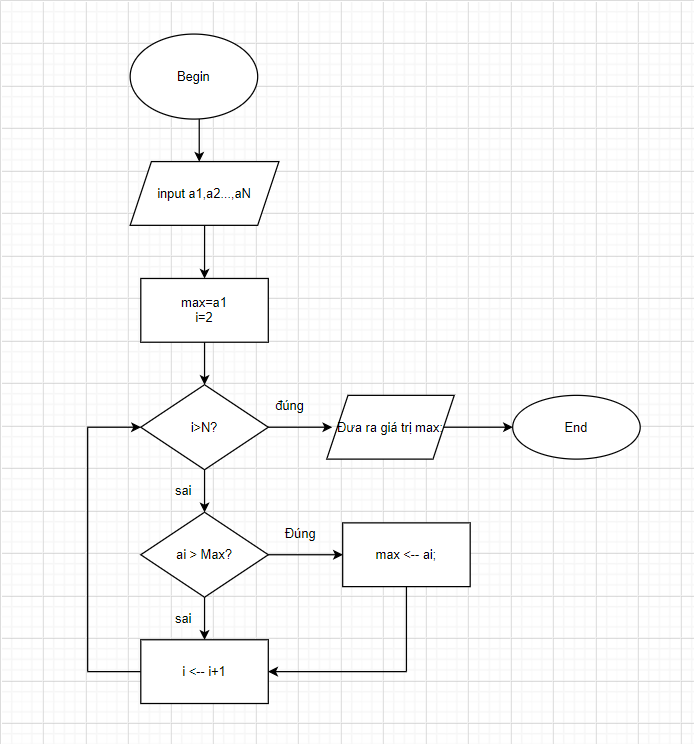 Begin
input a1,a2...,aN
max=a1
i=2
i>N?
đúng
Đưa ra giá trị max;
End
sai
ai > Max?
Đúng
max <-- ai;
sai
i <-- i+1